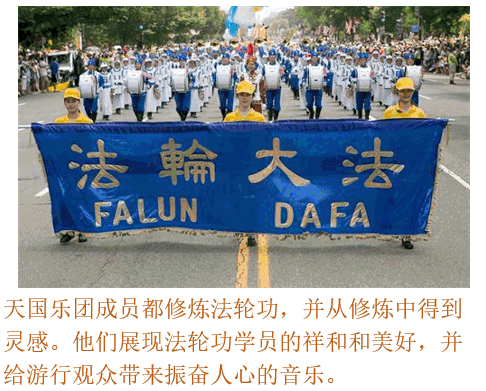 法輪大法
FALUN DAFA
天国乐团成员都修炼法轮功，并从修炼中得到
灵感。他们展现法轮功学员的祥和和美好，并
给游行观众带来振奋人心的音乐。